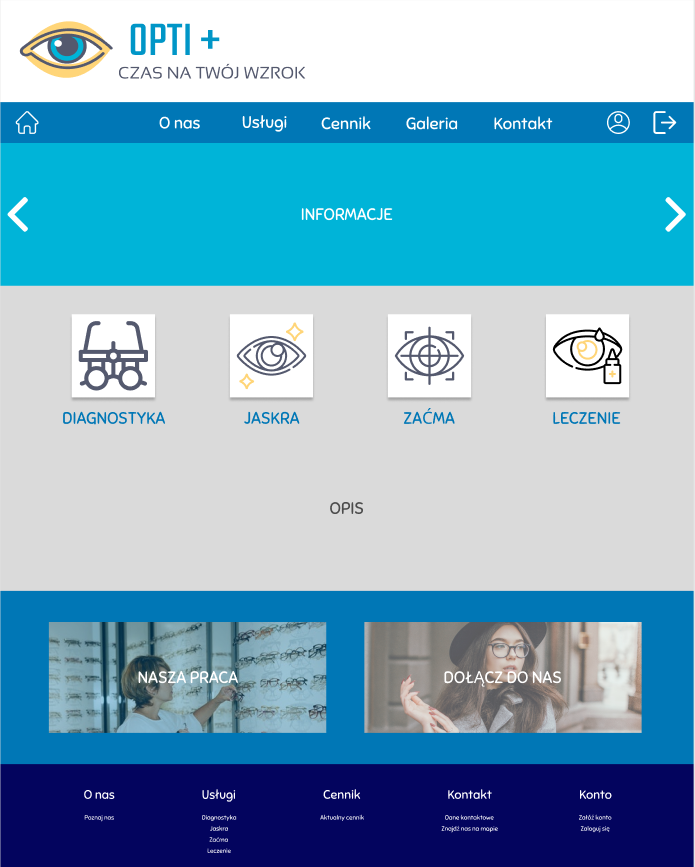 OPTI +
CZAS NA TWÓJ WZROK
O nas Usługi Cennik Galeria Kontakt
INFORMACJE
DIAGNOSTYKA JASKRA ZAĆMA LECZENIE
OPIS
NASZA PRACA DOŁĄCZ DO NAS
O nas Usługi Cennik Kontakt Konto
Poznaj nas Diagnostyka Aktualny cennik Dane kontaktowe Załóż konto
Jaskra Znajdź nas na mapie Zaloguj się
Zaćma
Leczenie